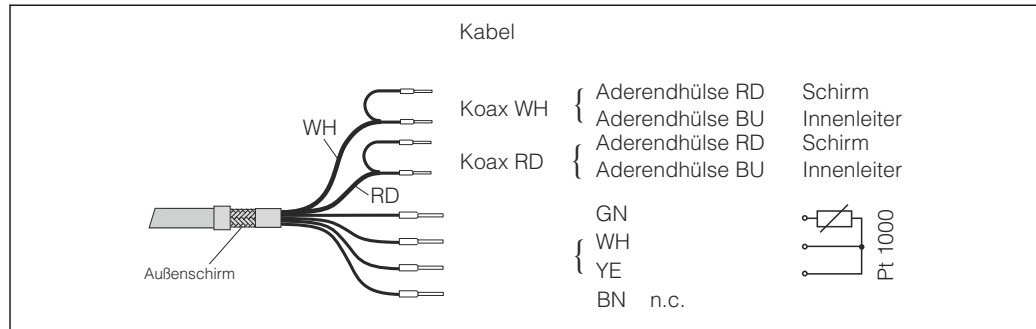 Kabel
Koax WH { Aderendhülse RD Schirm
Aderendhülse BU Innenleiter
Koax RD { Aderendhülse RD Schirm
Aderendhülse BU Innenleiter
WH
RD
Außenschirm
GN
{ WH
YE
BN n.c.
Pt 1000